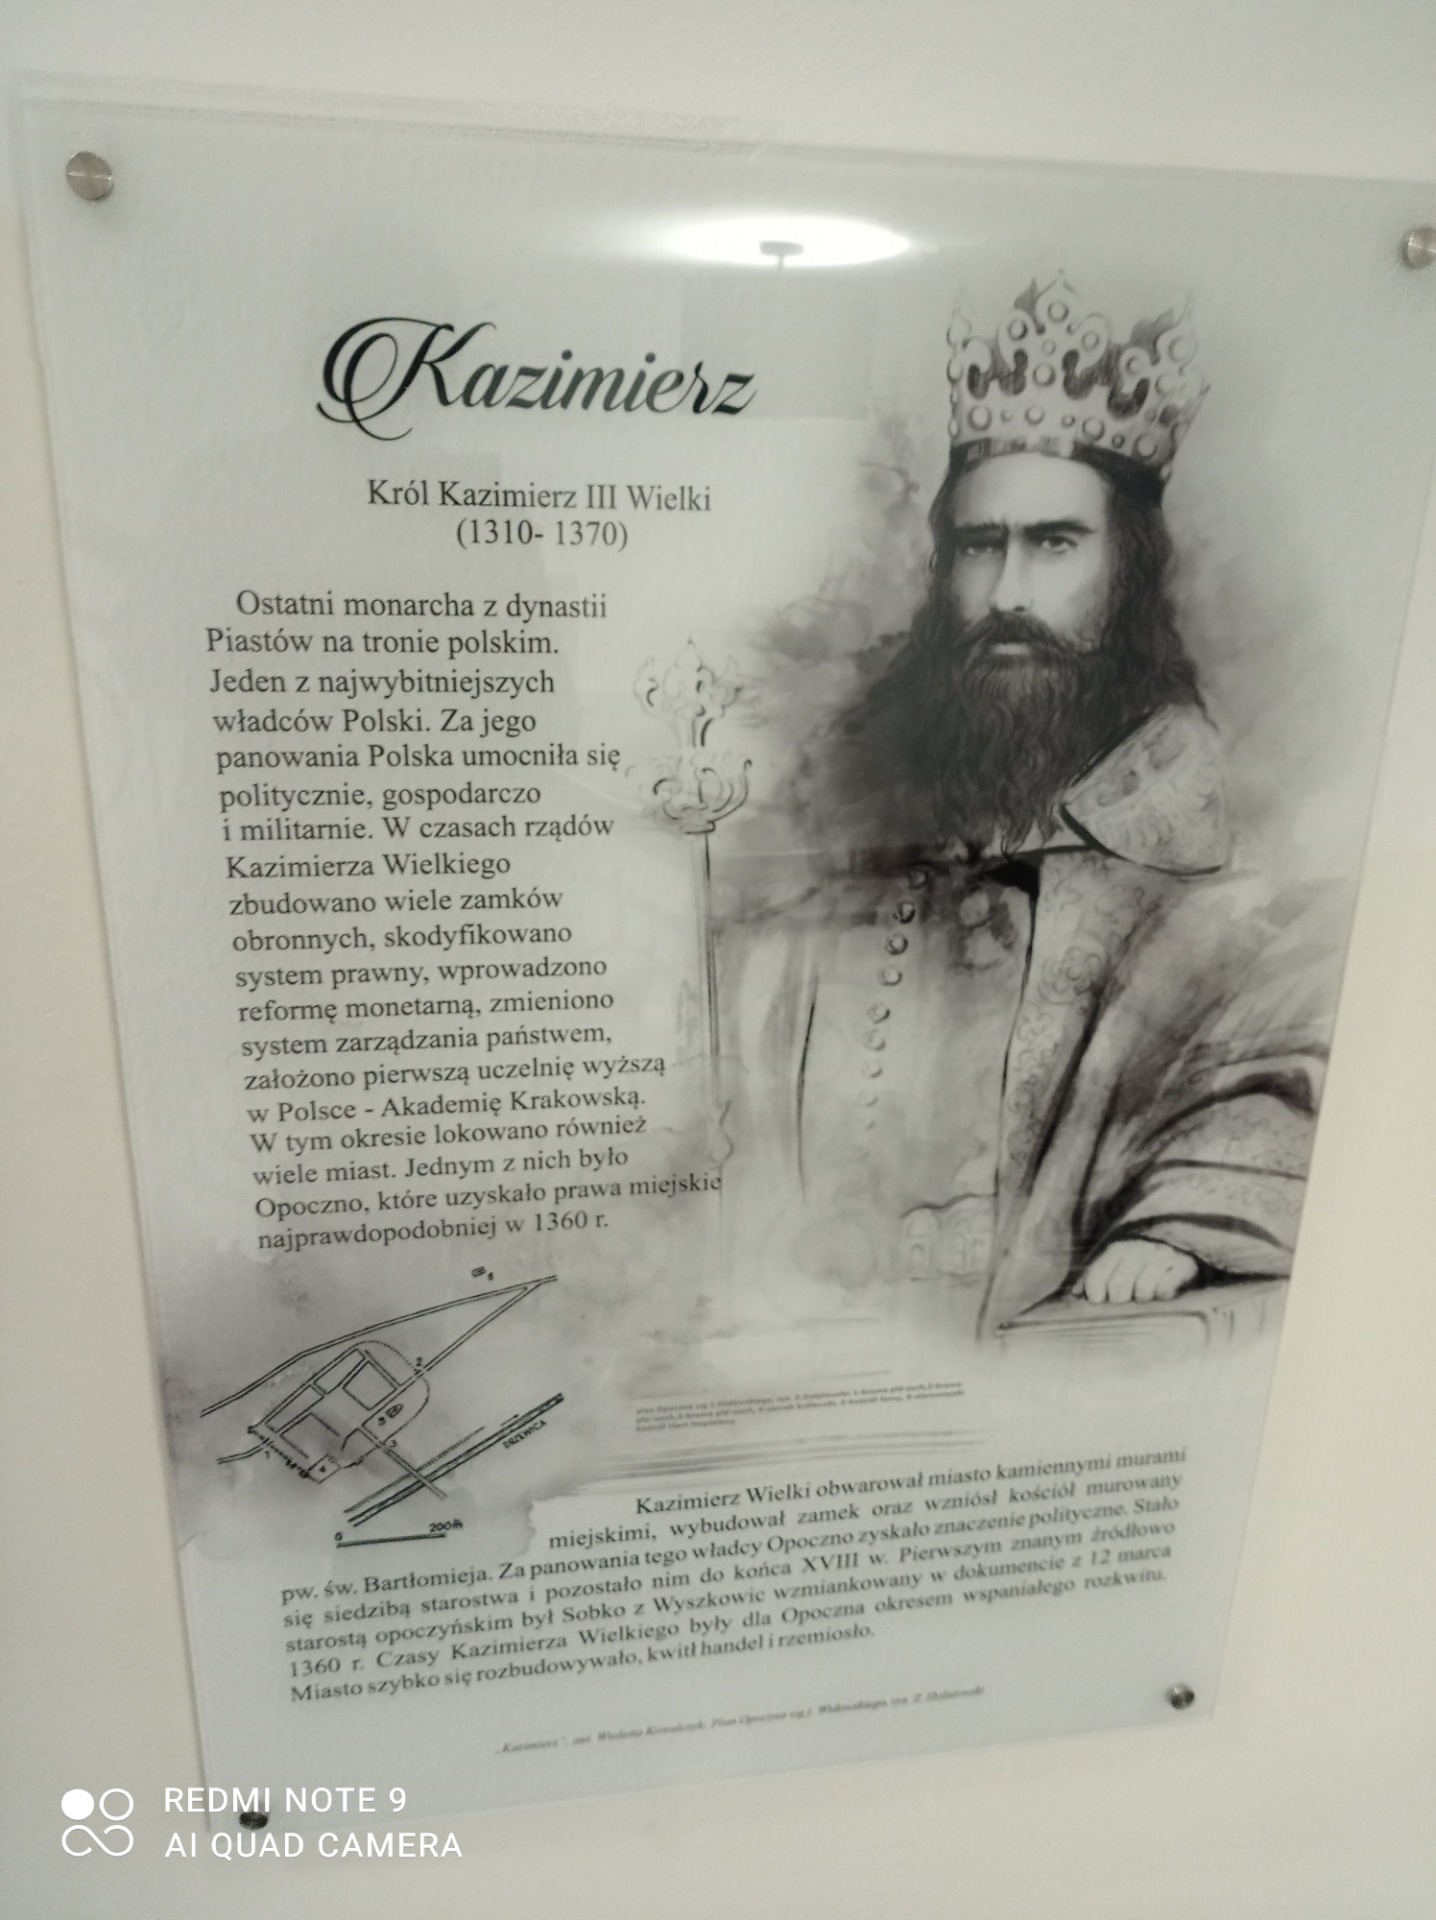 Kazimierz
Król Kazimierz III Wielki
(1310- 1370)
Ostatni monarcha z dynastii
Piastów na tronie polskim.
Jeden z najwybitniejszych
władców Polski. Za jego
panowania Polska umocniła się
politycznie, gospodarczo
i militarnie. W czasach rządów
Kazimierza Wielkiego
zbudowano wiele zamków
obronnych, skodyfikowano
system prawny, wprowadzono
reformę monetarną, zmieniono
system zarządzania państwem,
założono pierwszą uczelnię wyższą
w Polsce - Akademię Krakowską.
W tym okresie lokowano również
wiele miast. Jednym z nich było
Opoczno, które uzyskało prawa miejskie
najprawdopodobniej w 1360 r.
DRZEWICA
0 200m
Kazimierz Wielki obwarował miasto kamiennymi murami
miejskimi, wybudował zamek oraz wzniósł kościół murowany
pw. św. Bartłomieja. Za panowania tego władcy Opoczno zyskało znaczenie polityczne. Stało
się siedzibą starostwa i pozostało nim do końca XVIII w. Pierwszym znanym źródłowo
starostą opoczyńskim był Sobko z Wyszkowic wzmiankowany w dokumencie z 12 marca
1360 r. Czasy Kazimierza Wielkiego były dla Opoczna okresem wspaniałego rozkwitu.
Miasto szybko się rozbudowywało, kwitł handel i rzemiosło.
„Kazimierz", Wioletta Kowalczyk; Plan Opoczna wg
REDMI NOTE 9
AI QUAD CAMERA